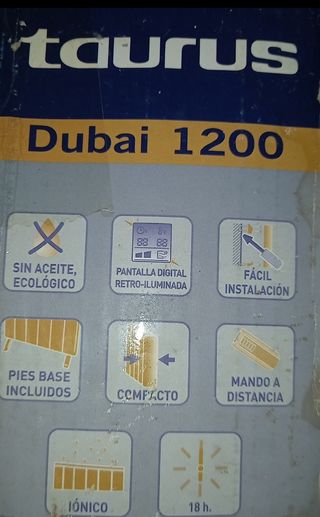 taurus
Dubai 1200
SIN ACEITE,
ECOLÓGICO
PANTALLA DIGITAL
RETRO-ILUMINADA
FÁCIL
INSTALACIÓN
PIES BASE
INCLUIDOS
COMPACTO
MANDO A
DISTANCIA
IÓNICO
18 h.